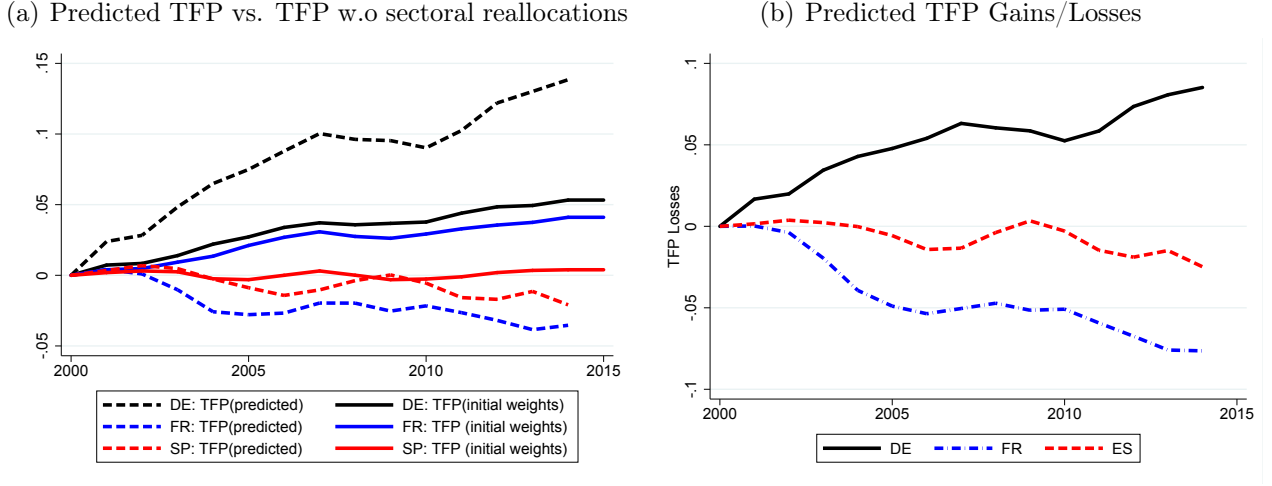 (a) Predicted TFP vs. TFP w.o sectoral reallocations
.15
.1
.05
0
-.05
2000 2005 2010 2015
DE: TFP(predicted) DE: TFP(initial weights)
FR: TFP(predicted) FR: TFP (initial weights)
SP: TFP(predicted) SP: TFP (initial weights)
(b) Predicted TFP Gains/Losses
TFP Losses
.1
.05
0
-.05
-.1
2000 2005 2010 2015
DE FR ES